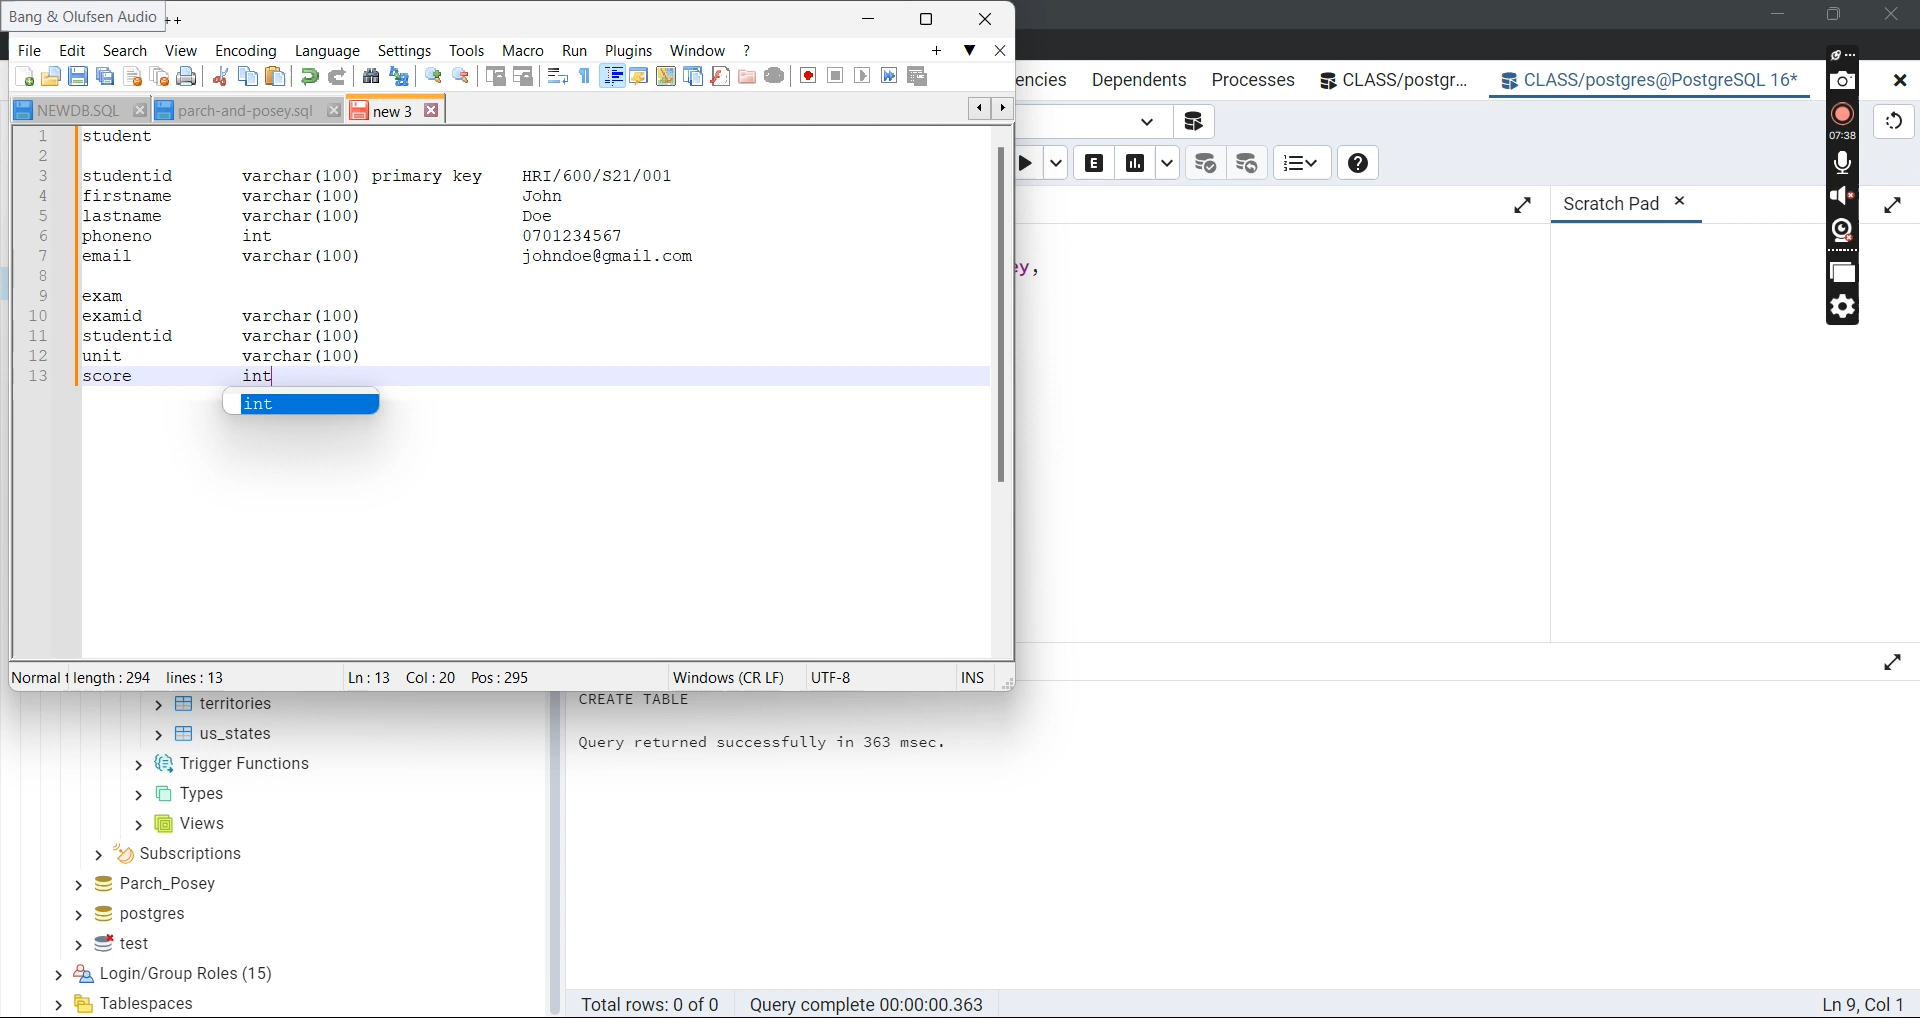 Bang & Olufsen Audio ++
File Edit Search View Encoding Language Settings Tools Macro Run Plugins Window ?
NEWDB.SQL parch-and-posey.sql new 3
1 student
2
3 studentid varchar(100) primary key HRI/600/S21/001
4 firstname varchar(100) John
5 lastname varchar(100) Doe
6 phoneno int 0701234567
7 email varchar(100) johndoe@gmail.com
8
9 exam
10 examid varchar(100)
11 studentid varchar(100)
12 unit varchar(100)
13 score int
int
Normal length : 294 lines : 13 Ln : 13 Col : 20 Pos : 295 Windows (CR LF) UTF-8 INS
encies Dependents Processes CLASS/postgr... CLASS/postgres@PostgreSQL 16*
07:38
E
Scratch Pad
ey,
territories
us_states
Trigger Functions
Types
Views
Subscriptions
Parch_Posey
postgres
test
Login/Group Roles (15)
Tablespaces
CREATE TABLE
Query returned successfully in 363 msec.
Total rows: 0 of 0 Query complete 00:00:00.363 Ln 9, Col 1